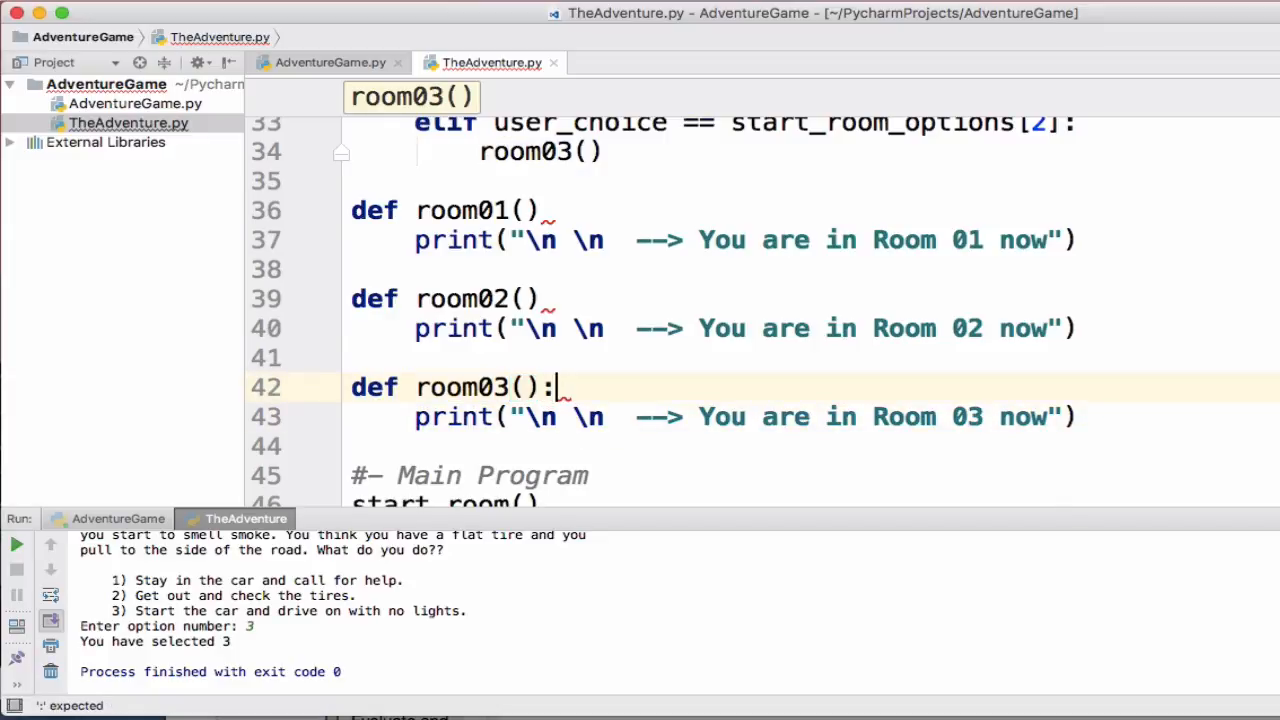 TheAdventure.py - AdventureGame - [~/PycharmProjects/AdventureGame]
AdventureGame TheAdventure.py
Project AdventureGame.py TheAdventure.py
AdventureGame ~/Pycharm
AdventureGame.py
TheAdventure.py
External Libraries
room03()
33 elif user_choice == start_room_options[2]:
34 room03()
35
36 def room01()
37 print("\n \n --> You are in Room 01 now")
38
39 def room02()
40 print("\n \n --> You are in Room 02 now")
41
42 def room03():
43 print("\n \n --> You are in Room 03 now")
44
45 #- Main Program
46 start_room()
Run: AdventureGame TheAdventure
you start to smell smoke. You think you have a flat tire and you
pull to the side of the road. What do you do??
1) Stay in the car and call for help.
2) Get out and check the tires.
3) Start the car and drive on with no lights.
Enter option number: 3
You have selected 3
Process finished with exit code 0
':' expected
Evaluate and